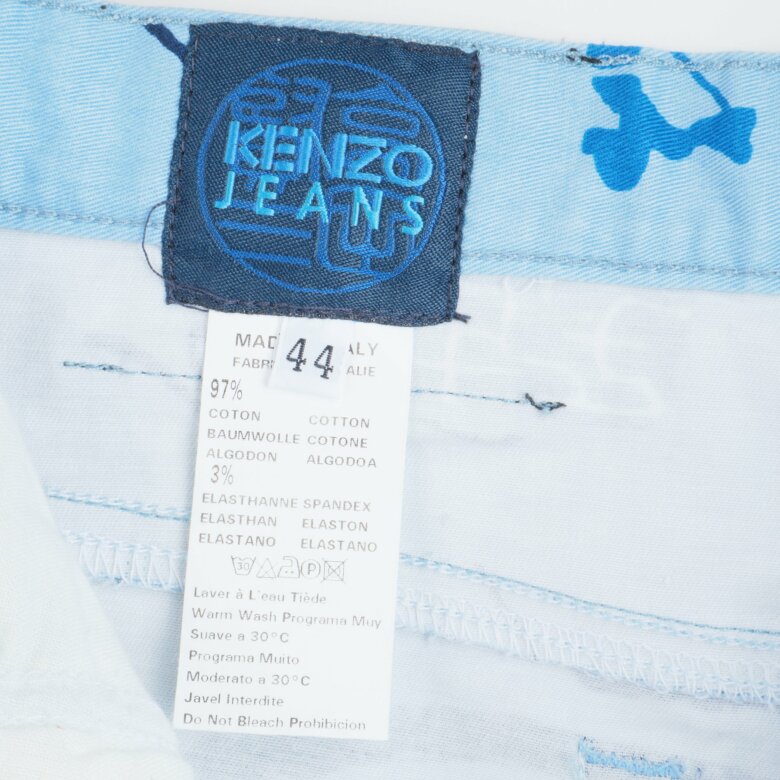 KENZO
JEANS
44
MAD ALY
FABRI ALIE
97%
COTON COTTON
BAUMWOLLE COTONE
ALGODON ALGODOA
3%
ELASTHANNE SPANDEX
ELASTHAN ELASTON
ELASTANO ELASTANO
30 P
Laver à L'eau Tiède
Warm Wash Programa Muy
Suave a 30°C
Programa Muito
Moderato a 30°C
Javel Interdite
Do Not Bleach Prohibicion